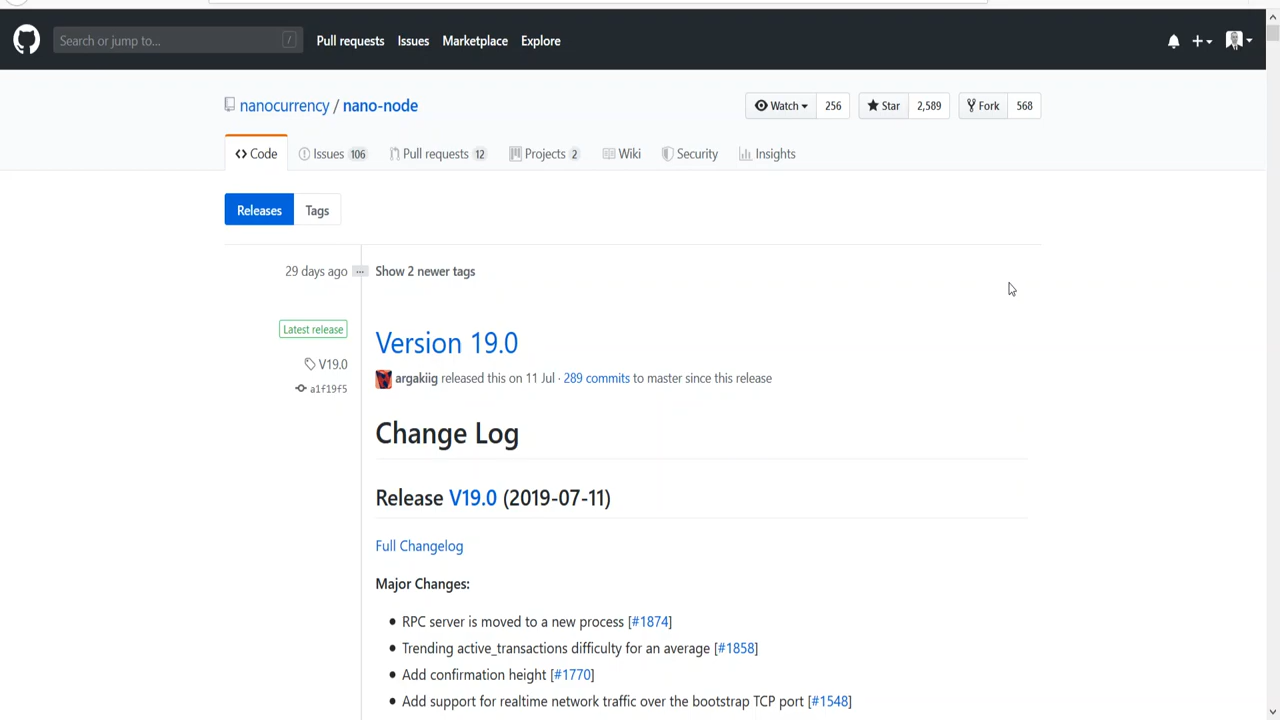 Search or jump to... /
Pull requests Issues Marketplace Explore
nanocurrency / nano-node
Watch 256 Star 2,589 Fork 568
Code Issues 106 Pull requests 12 Projects 2 Wiki Security Insights
Releases Tags
29 days ago ... Show 2 newer tags
Latest release
Version 19.0
V19.0
argakiig released this on 11 Jul · 289 commits to master since this release
a1f19f5
Change Log
Release V19.0 (2019-07-11)
Full Changelog
Major Changes:
• RPC server is moved to a new process [#1874]
• Trending active_transactions difficulty for an average [#1858]
• Add confirmation height [#1770]
• Add support for realtime network traffic over the bootstrap TCP port [#1548]